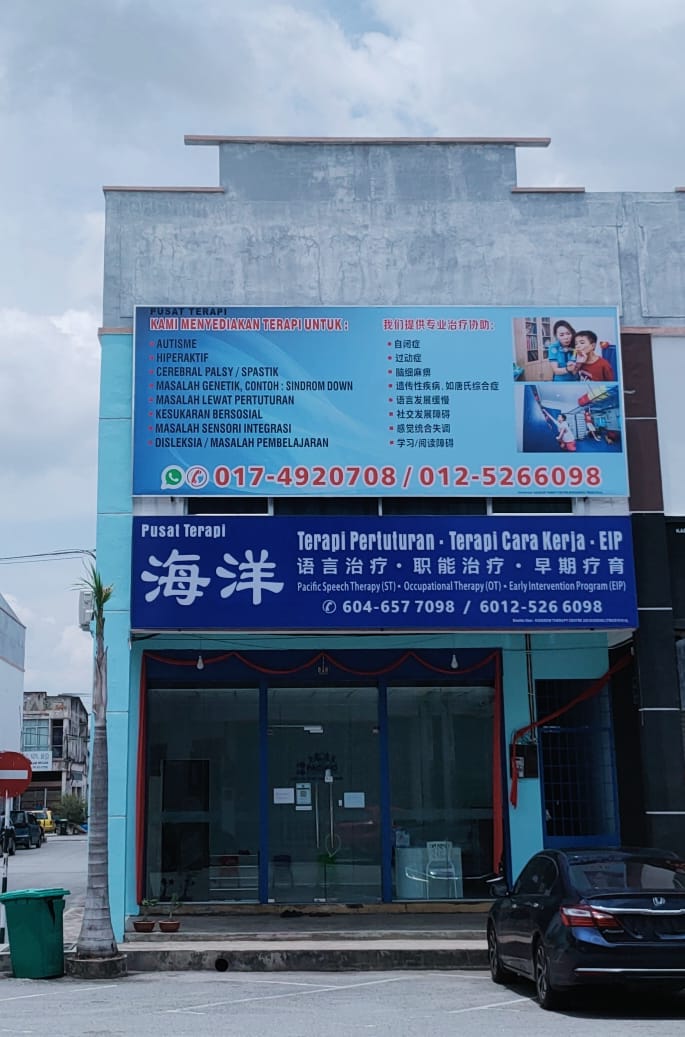 PUSAT TERAPI
KAMI MENYEDIAKAN TERAPI UNTUK :
AUTISME
HIPERAKTIF
CEREBRAL PALSY / SPASTIK
MASALAH GENETIK, CONTOH : SINDROM DOWN
MASALAH LEWAT PERTUTURAN
KESUKARAN BERSOSIAL
MASALAH SENSORI INTEGRASI
DISLEKSIA / MASALAH PEMBELAJARAN
我们提供专业治疗协助:
自闭症
过动症
脑细麻痹
遗传性疾病, 如唐氏综合症
语言发展缓慢
社交发展障碍
感觉统合失调
学习/阅读障碍
017-4920708 / 012-5266098
Pusat Terapi
海洋
Terapi Pertuturan · Terapi Cara Kerja · EIP
语言治疗 · 职能治疗 · 早期疗育
Pacific Speech Therapy (ST) • Occupational Therapy (OT) • Early Intervention Program (EIP)
604-657 7098 / 6012-526 6098